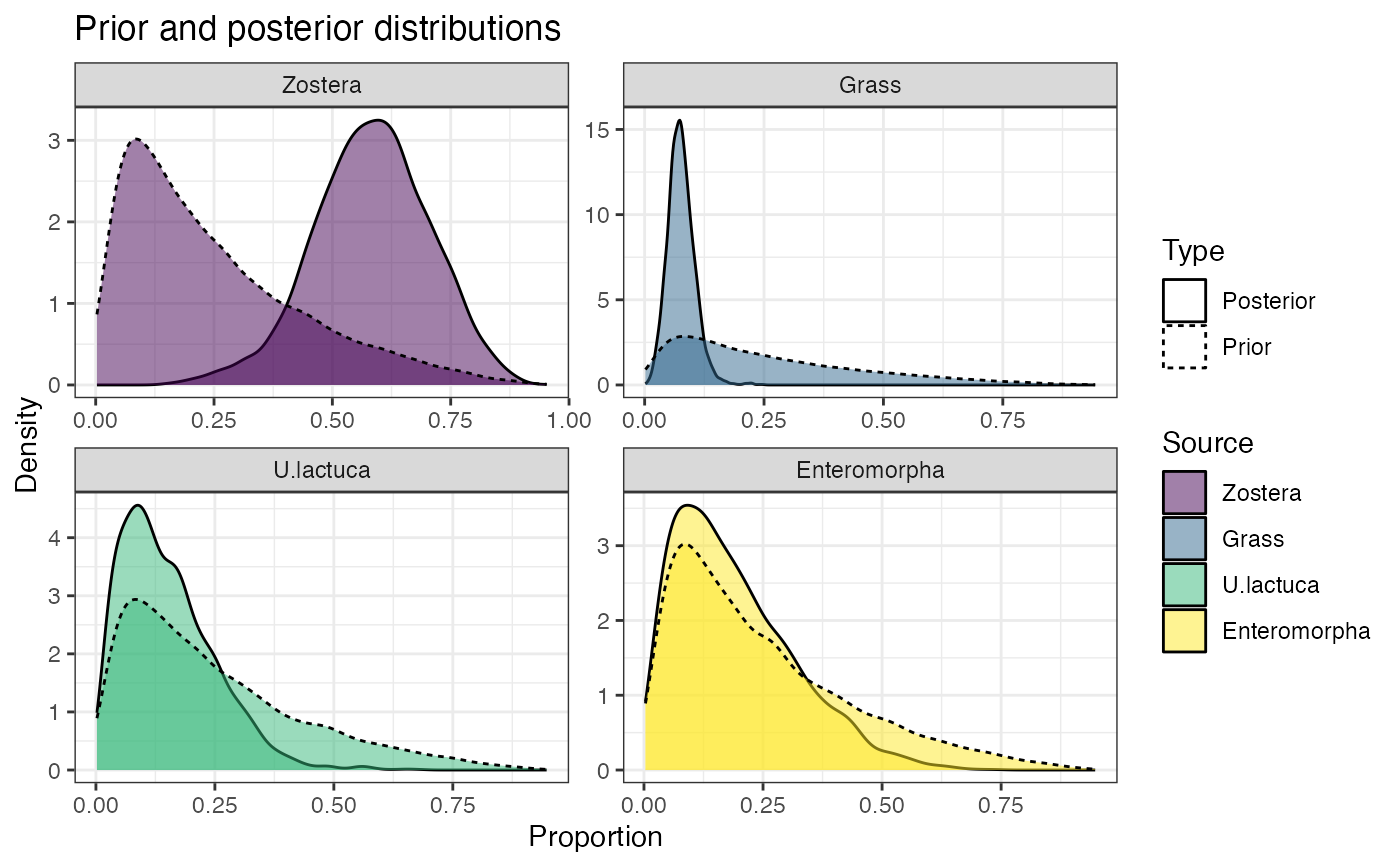 Prior and posterior distributions
Zostera
Grass
3
2
1
0
0.00 0.25 0.50 0.75 1.00
15
10
5
0
0.00 0.25 0.50 0.75
U.lactuca
Enteromorpha
4
3
2
1
0
0.00 0.25 0.50 0.75
3
2
1
0
0.00 0.25 0.50 0.75
Density
Proportion
Type
Posterior
Prior
Source
Zostera
Grass
U.lactuca
Enteromorpha